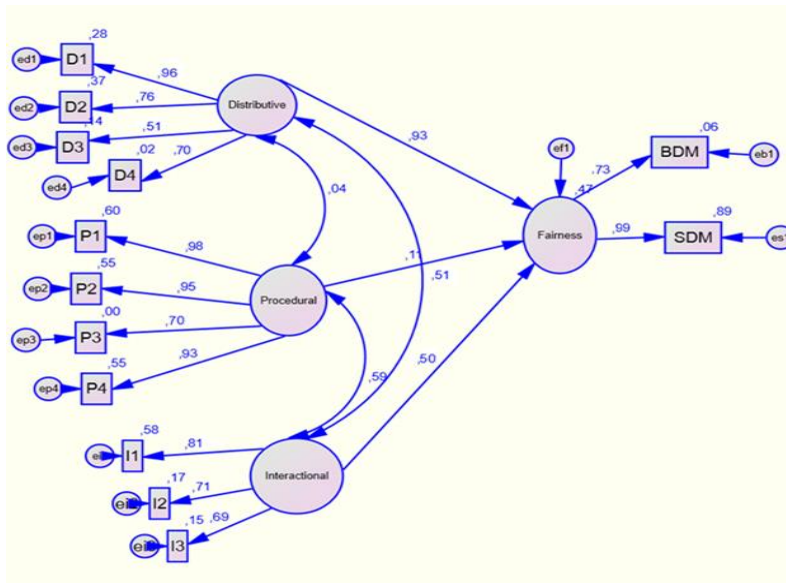 ,28
ed1 D1
,96
,37
ed2 D2 ,76 Distributive
,14
ed3 D3 ,51
,93
,02 ,70
ed4 D4
ef1
,06
,73 BDM eb1
,04
,47
,60
ep1 P1
,89
Fairness ,99 SDM es1
,98
,11 ,51
,55
ep2 P2 ,95 Procedural
,00
ep3 P3 ,70
,93
,55
ep4 P4
,50
,59
,58
I1 ,81
,17
I2 ,71 Interactional
,15 ,69
I3